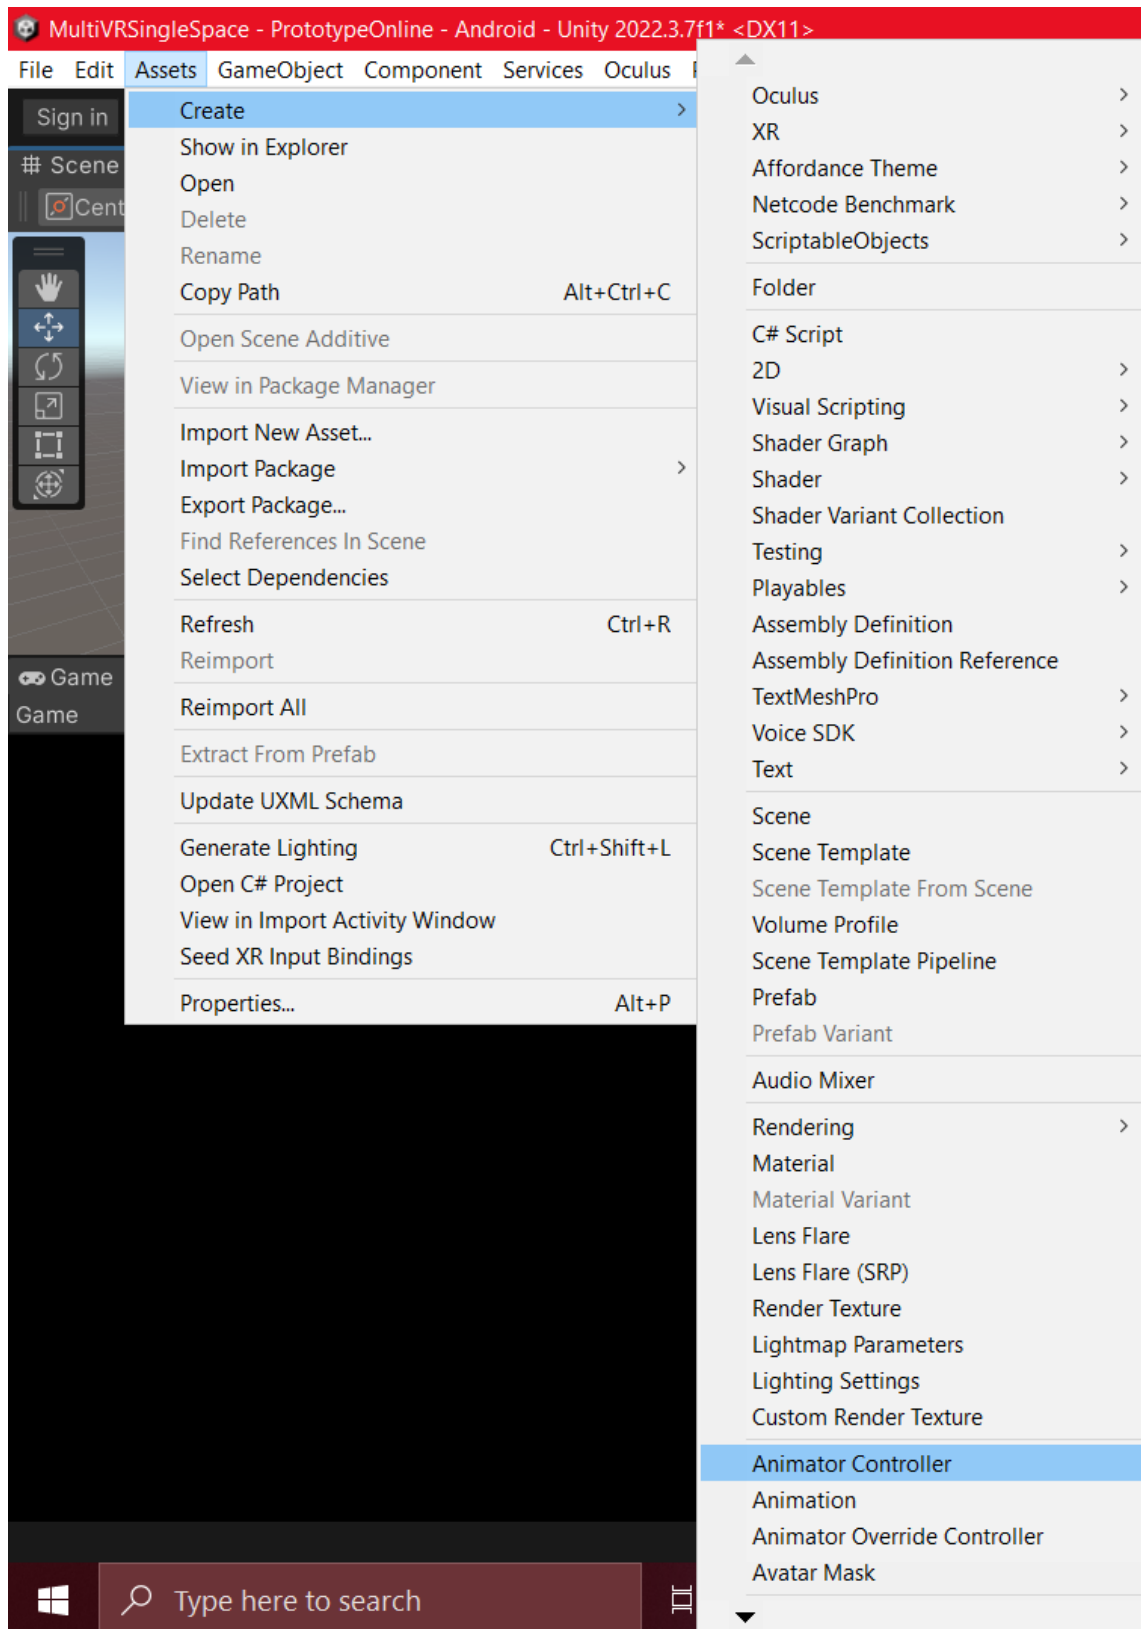 MultiVRSingleSpace - PrototypeOnline - Android - Unity 2022.3.7f1* <DX11>
File Edit Assets GameObject Component Services Oculus
Sign in
# Scene
Cent
Game
Game
Create
Show in Explorer
Open
Delete
Rename
Copy Path Alt+Ctrl+C
Open Scene Additive
View in Package Manager
Import New Asset...
Import Package
Export Package...
Find References In Scene
Select Dependencies
Refresh Ctrl+R
Reimport
Reimport All
Extract From Prefab
Update UXML Schema
Generate Lighting Ctrl+Shift+L
Open C# Project
View in Import Activity Window
Seed XR Input Bindings
Properties... Alt+P
Oculus
XR
Affordance Theme
Netcode Benchmark
ScriptableObjects
Folder
C# Script
2D
Visual Scripting
Shader Graph
Shader
Shader Variant Collection
Testing
Playables
Assembly Definition
Assembly Definition Reference
TextMeshPro
Voice SDK
Text
Scene
Scene Template
Scene Template From Scene
Volume Profile
Scene Template Pipeline
Prefab
Prefab Variant
Audio Mixer
Rendering
Material
Material Variant
Lens Flare
Lens Flare (SRP)
Render Texture
Lightmap Parameters
Lighting Settings
Custom Render Texture
Animator Controller
Animation
Animator Override Controller
Avatar Mask
Type here to search